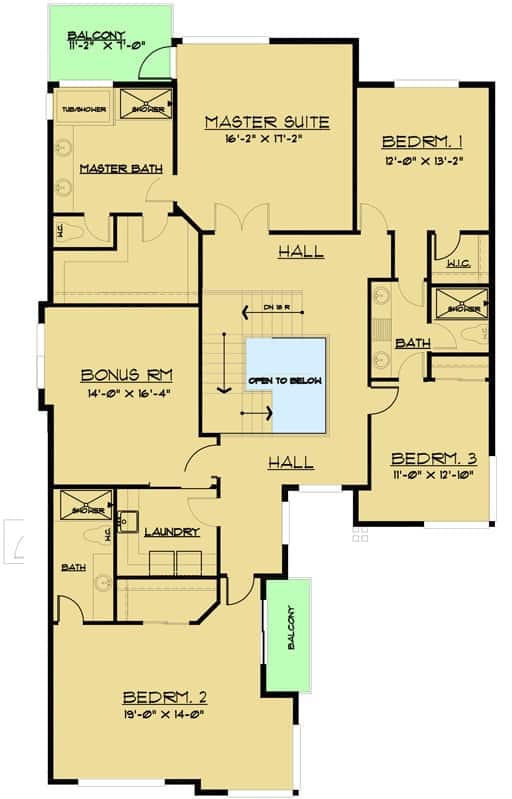 BALCONY
11'-2" X 7'-0"
TUB/SHOWER
SHOWER
MASTER SUITE
16'-2" X 17'-2"
BEDRM. 1
12'-0" X 13'-2"
MASTER BATH
W.C.
HALL
W.I.C.
DN 18 R
SHOWER
BATH
W.C.
BONUS RM
14'-0" X 16'-4"
OPEN TO BELOW
HALL
BEDRM. 3
11'-0" X 12'-10"
SHOWER
W.C.
LAUNDRY
BATH
BALCONY
BEDRM. 2
19'-0" X 14'-0"